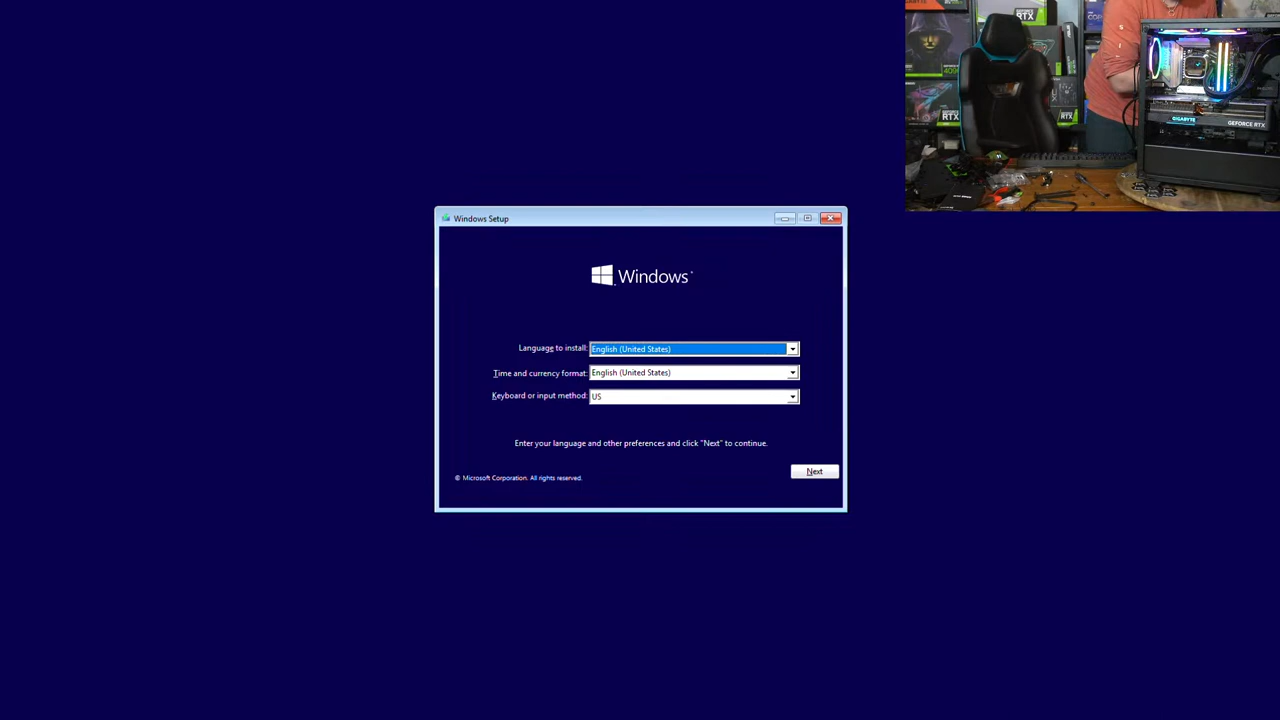 Windows Setup
Windows
Language to install: English (United States)
Time and currency format: English (United States)
Keyboard or input method: US
Enter your language and other preferences and click "Next" to continue.
Next
© Microsoft Corporation. All rights reserved.
GEFORCE
RTX
RTX
RTX
GIGABYTE
GEFORCE RTX